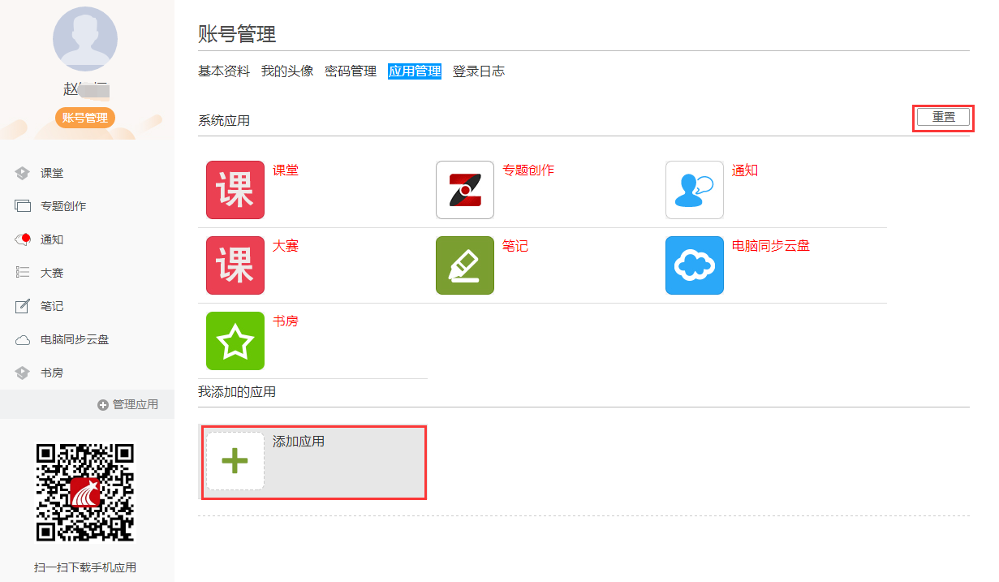 赵
账号管理
课堂
专题创作
通知
大赛
笔记
电脑同步云盘
书房
管理应用
扫一扫下载手机应用
账号管理
基本资料 我的头像 密码管理 应用管理 登录日志
系统应用 重置
课 课堂 专题创作 通知
课 大赛 笔记 电脑同步云盘
书房
我添加的应用
添加应用